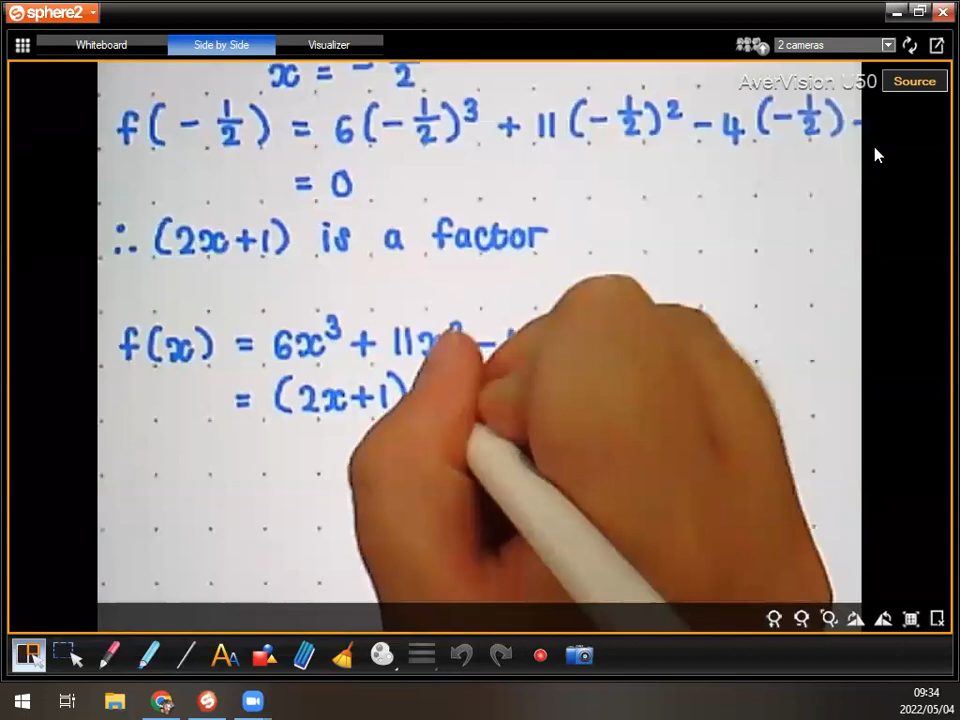 sphere2
Whiteboard Side by Side Visualizer 2 cameras
AverVision U50 Source
x = - /2
f(-1/2) = 6(-1/2)³ + 11(-1/2)² - 4(-1/2) -
= 0
∴ (2x+1) is a factor
f(x) = 6x³ + 11x² -
= (2x+1)
09:34
2022/05/04